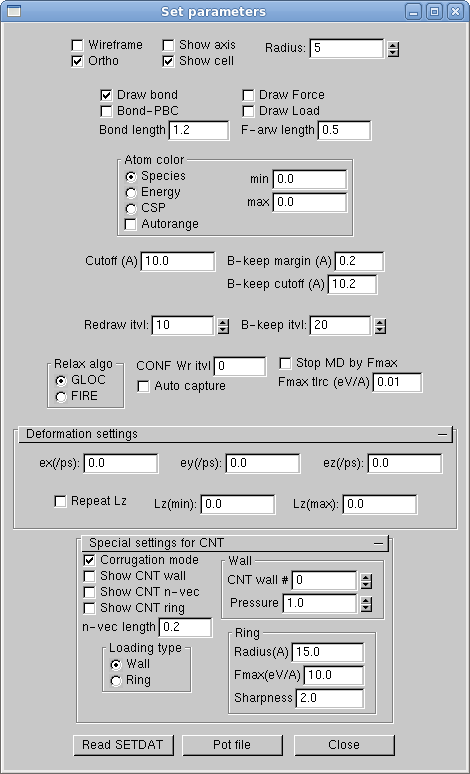 Set parameters
Wireframe Show axis Radius: 5
Ortho Show cell
Draw bond Draw Force
Bond-PBC Draw Load
Bond length 1.2 F-arw length 0.5
Atom color
Species min 0.0
Energy
CSP max 0.0
Autorange
Cutoff (A) 10.0 B-keep margin (A) 0.2
B-keep cutoff (A) 10.2
Redraw itvl: 10 B-keep itvl: 20
Relax algo CONF Wr itvl 0 Stop MD by Fmax
GLOC Auto capture Fmax tlrc (eV/A) 0.01
FIRE
Deformation settings
ex(/ps): 0.0 ey(/ps): 0.0 ez(/ps): 0.0
Repeat Lz Lz(min): 0.0 Lz(max): 0.0
Special settings for CNT
Corrugation mode Wall
Show CNT wall CNT wall # 0
Show CNT n-vec
Show CNT ring Pressure 1.0
n-vec length 0.2
Ring
Loading type Radius(A) 15.0
Wall Fmax(eV/A) 10.0
Ring
Sharpness 2.0
Read SETDAT Pot file Close